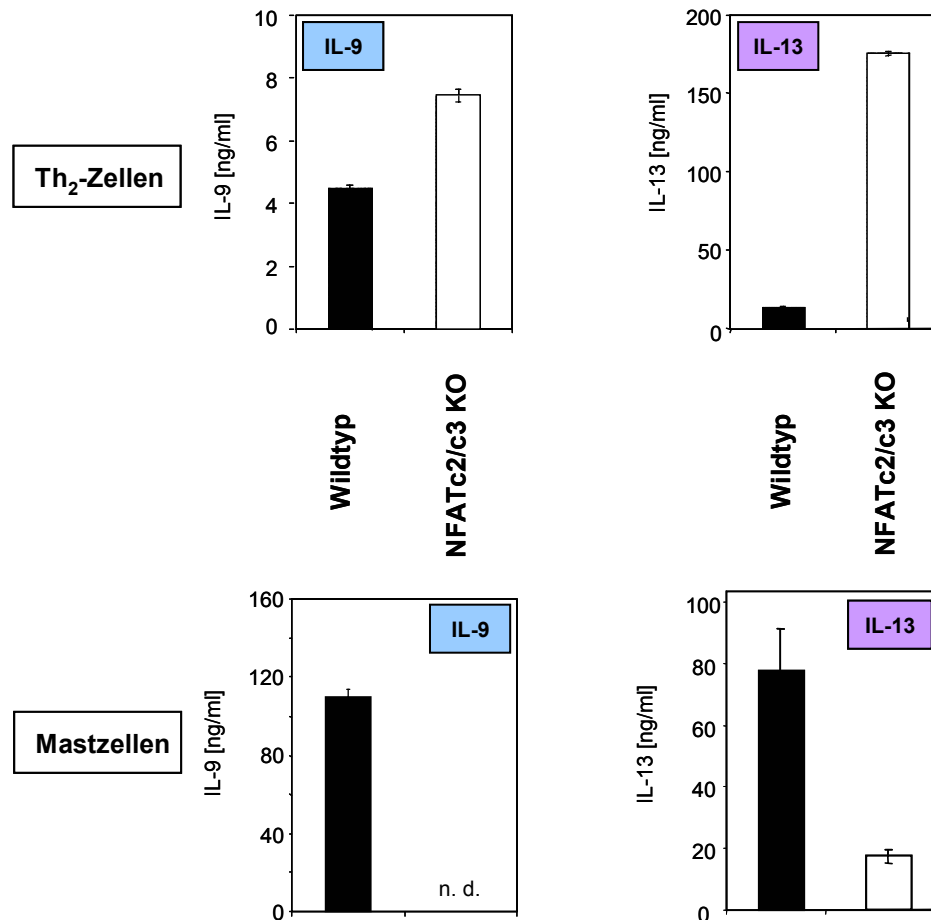 IL-9
IL-13
Th₂-Zellen
IL-9 [ng/ml]
10
8
6
4
2
0
IL-13 [ng/ml]
200
150
100
50
0
Wildtyp
NFATc2/c3 KO
Wildtyp
NFATc2/c3 KO
Mastzellen
IL-9 [ng/ml]
160
120
80
40
0
IL-9
n. d.
IL-13 [ng/ml]
100
80
60
40
20
0
IL-13